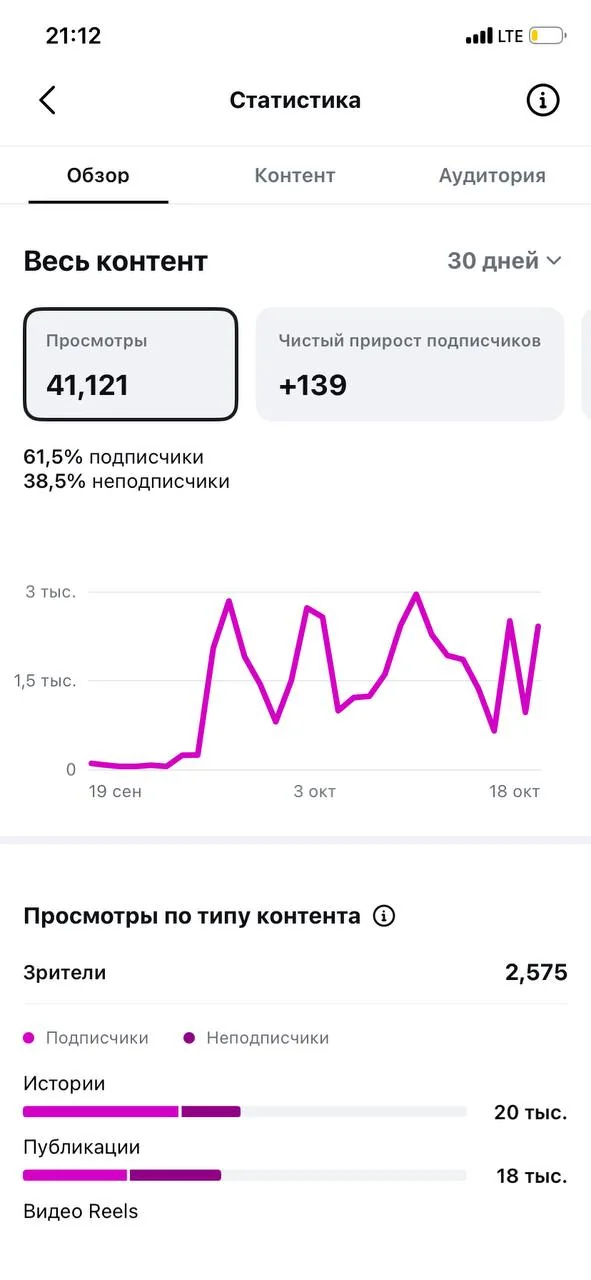 21:12
LTE
Статистика
Обзор
Контент
Аудитория
Весь контент
30 дней
Просмотры
41,121
Чистый прирост подписчиков
+139
61,5% подписчики
38,5% неподписчики
3 тыс.
1,5 тыс.
0
19 сен
3 окт
18 окт
Просмотры по типу контента
Зрители
2,575
Подписчики
Неподписчики
Истории
20 тыс.
Публикации
18 тыс.
Видео Reels